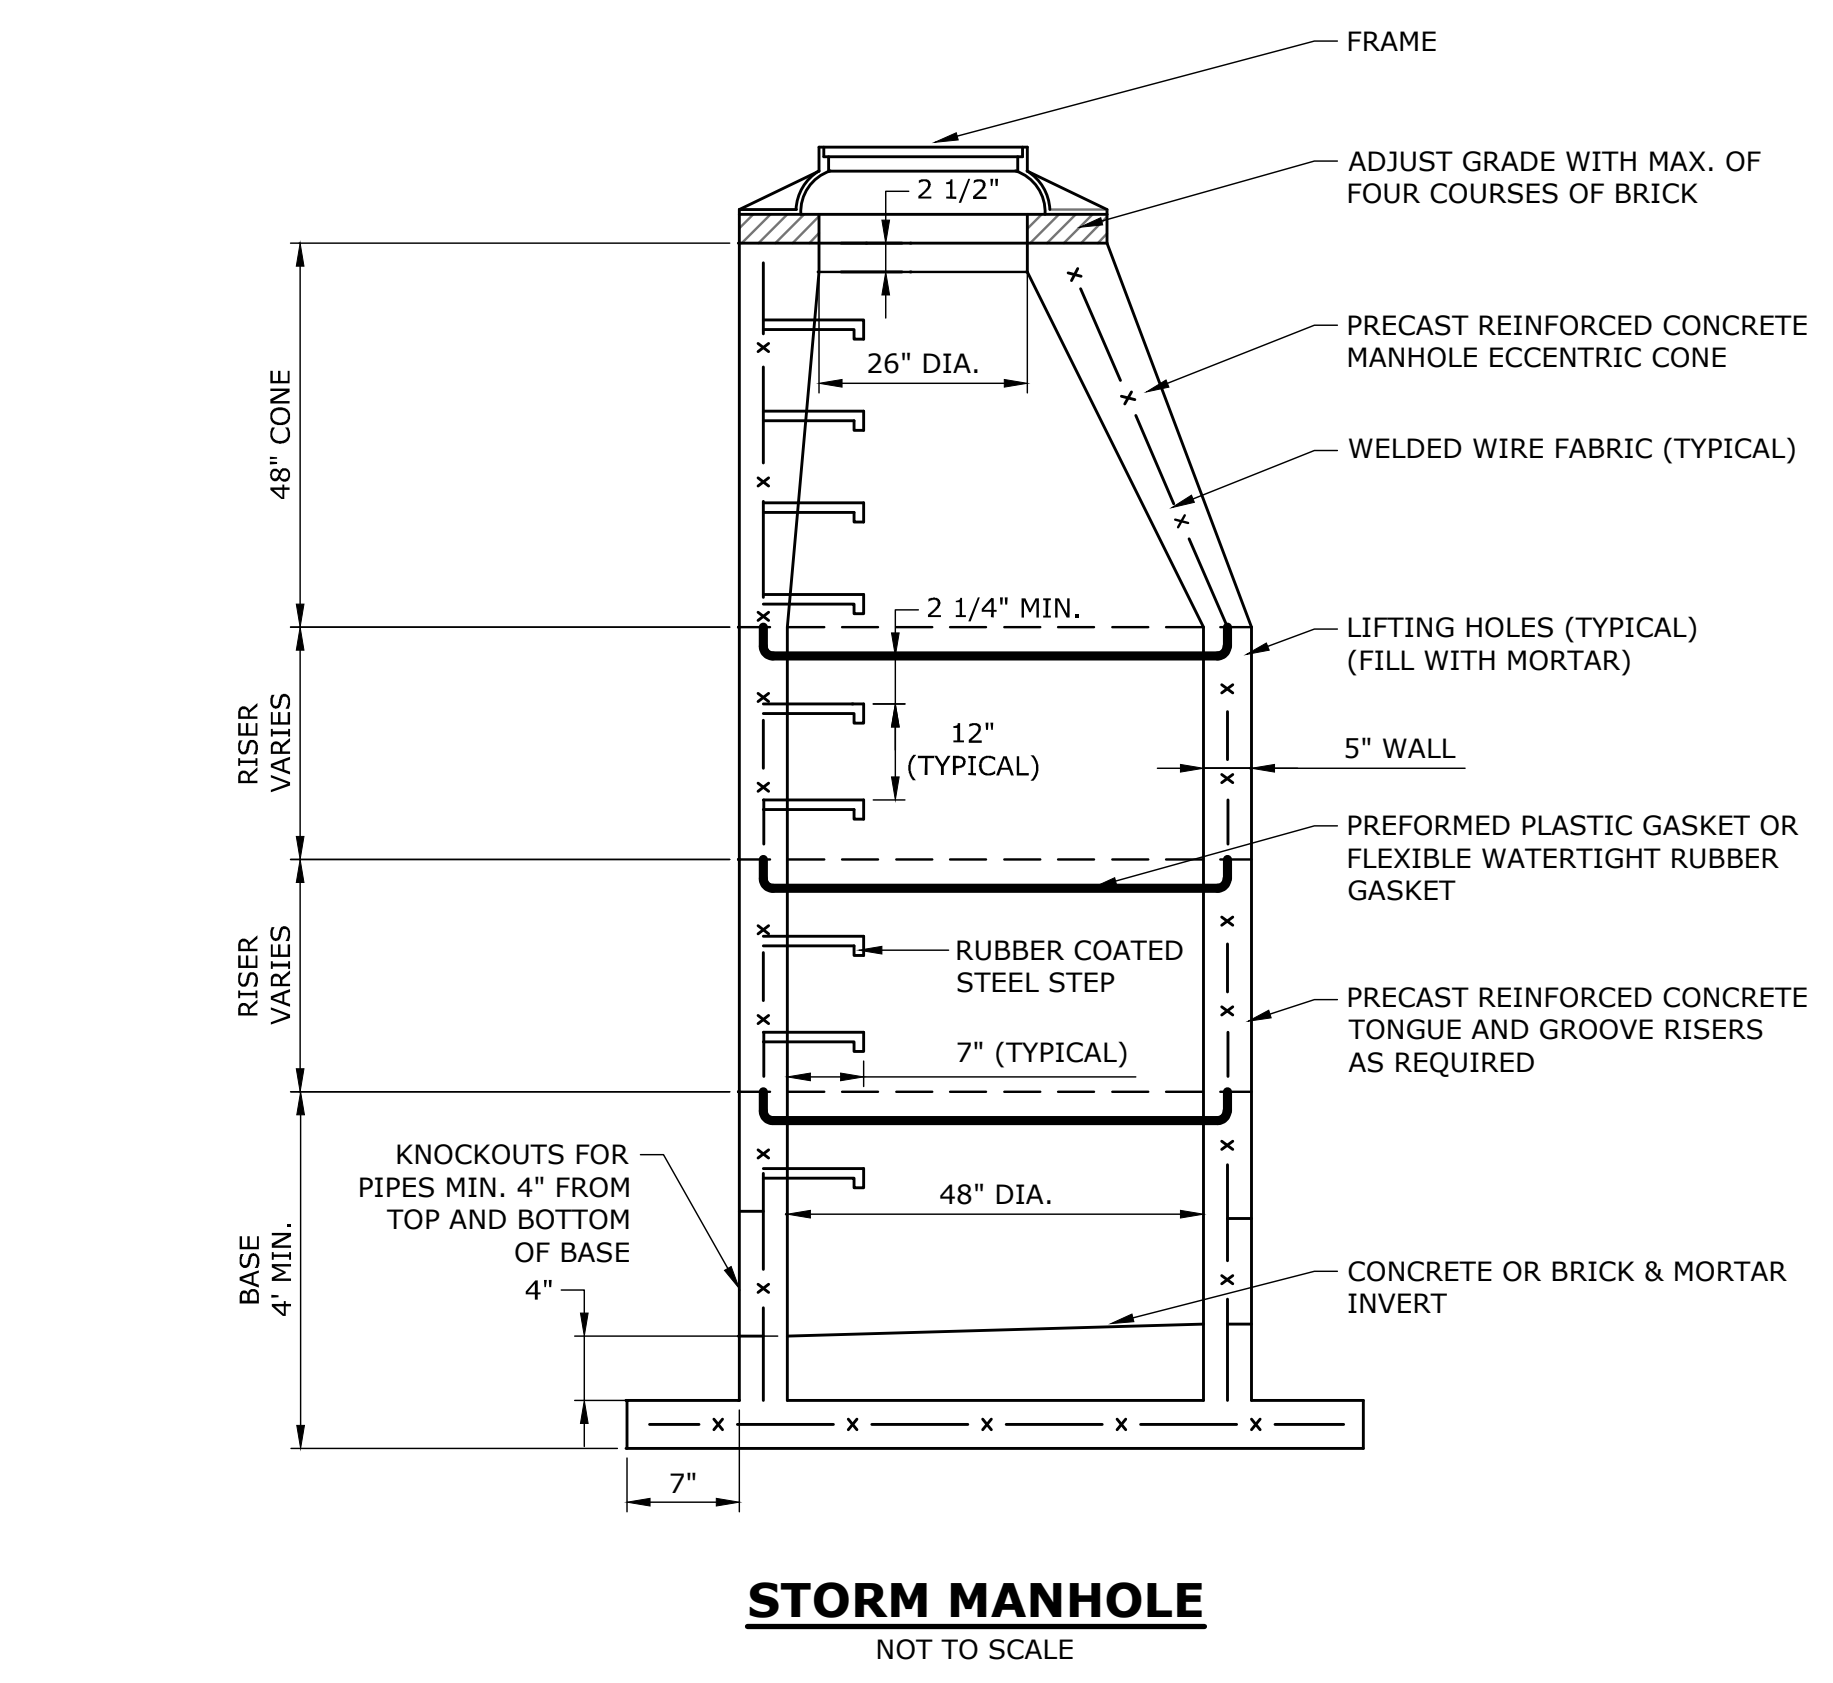 FRAME
ADJUST GRADE WITH MAX. OF
FOUR COURSES OF BRICK
2 1/2"
PRECAST REINFORCED CONCRETE
MANHOLE ECCENTRIC CONE
26" DIA.
48" CONE
WELDED WIRE FABRIC (TYPICAL)
2 1/4" MIN.
LIFTING HOLES (TYPICAL)
(FILL WITH MORTAR)
RISER
VARIES
12"
(TYPICAL)
5" WALL
PREFORMED PLASTIC GASKET OR
FLEXIBLE WATERTIGHT RUBBER
GASKET
RISER
VARIES
RUBBER COATED
STEEL STEP
PRECAST REINFORCED CONCRETE
TONGUE AND GROOVE RISERS
AS REQUIRED
7" (TYPICAL)
KNOCKOUTS FOR
PIPES MIN. 4" FROM
TOP AND BOTTOM
OF BASE
48" DIA.
BASE
4' MIN.
4"
CONCRETE OR BRICK & MORTAR
INVERT
7"
STORM MANHOLE
NOT TO SCALE